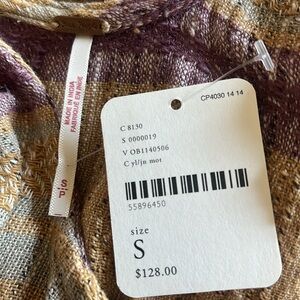 MADE IN INDIA
FABRIQUÉ EN INDE
S/P
CP4030 14 14
C 8130
S 0000019
V OB1140506
C yl/jn mot
55896450
size
S
$128.00